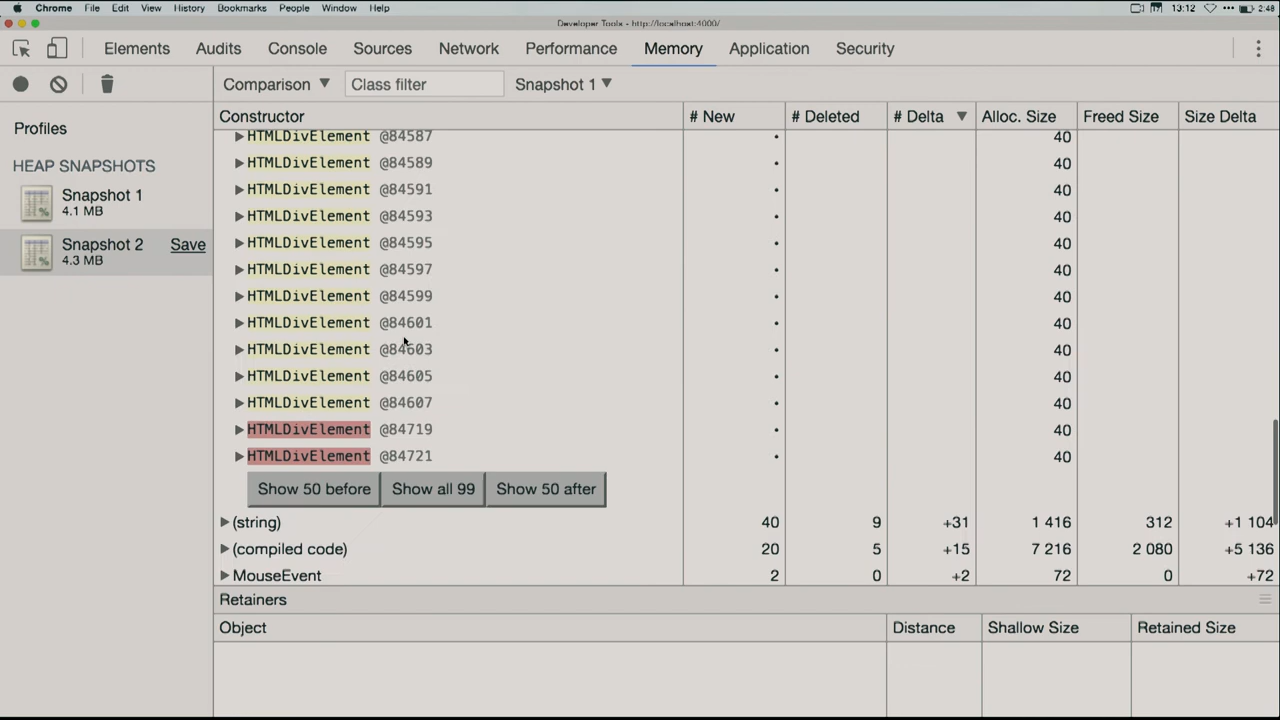 Chrome File Edit View History Bookmarks People Window Help 13:12 2:48
Developer Tools - http://localhost:4000/
Elements Audits Console Sources Network Performance Memory Application Security
Comparison ▼ Class filter Snapshot 1 ▼
Profiles
HEAP SNAPSHOTS
Snapshot 1
4.1 MB
Snapshot 2 Save
4.3 MB
Constructor # New # Deleted # Delta ▼ Alloc. Size Freed Size Size Delta
▶HTMLDivElement @84587 • 40
▶HTMLDivElement @84589 • 40
▶HTMLDivElement @84591 • 40
▶HTMLDivElement @84593 • 40
▶HTMLDivElement @84595 • 40
▶HTMLDivElement @84597 • 40
▶HTMLDivElement @84599 • 40
▶HTMLDivElement @84601 • 40
▶HTMLDivElement @84603 • 40
▶HTMLDivElement @84605 • 40
▶HTMLDivElement @84607 • 40
▶HTMLDivElement @84719 • 40
▶HTMLDivElement @84721 • 40
Show 50 before Show all 99 Show 50 after
▶(string) 40 9 +31 1 416 312 +1 104
▶(compiled code) 20 5 +15 7 216 2 080 +5 136
▶MouseEvent 2 0 +2 72 0 +72
Retainers
Object Distance Shallow Size Retained Size